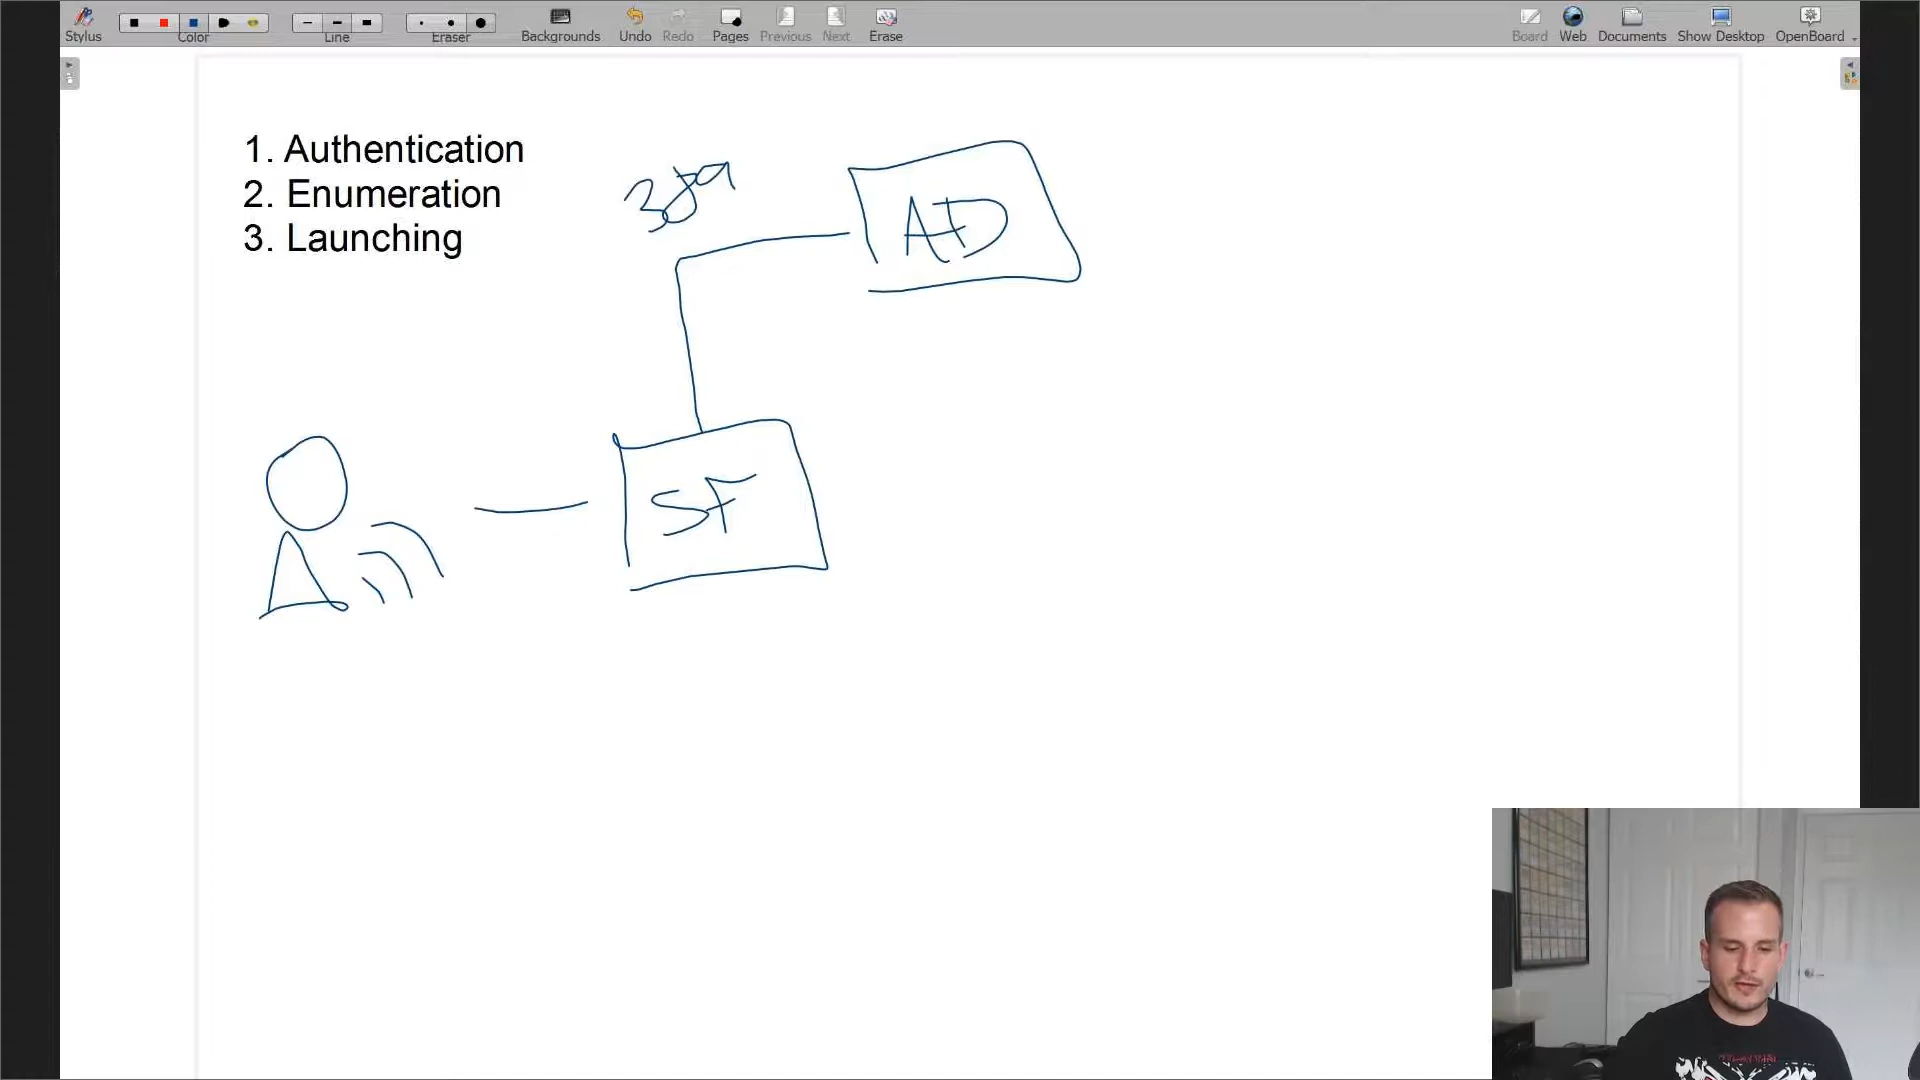 Stylus
Color
Line
Eraser
Backgrounds
Undo
Redo
Pages
Previous
Next
Erase
Board
Web
Documents
Show Desktop
OpenBoard
1. Authentication
2. Enumeration
3. Launching
AD
SF